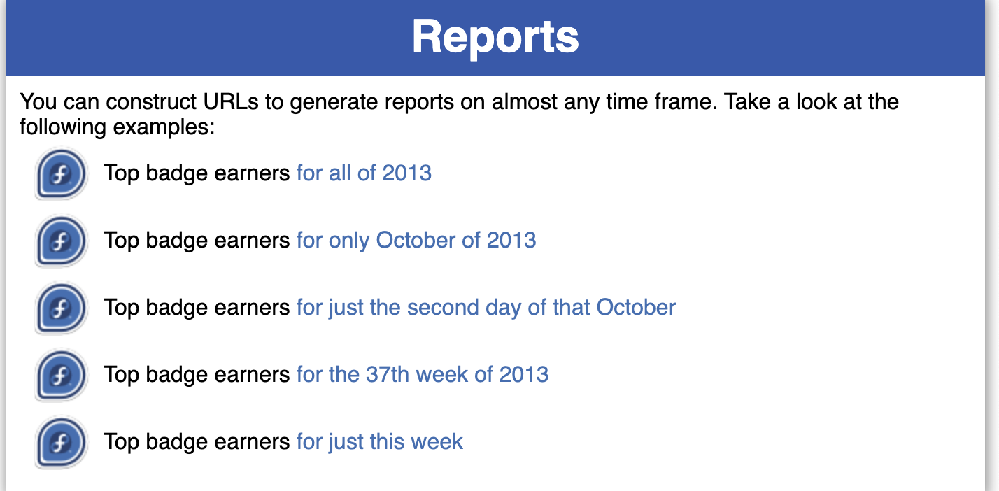 Reports
You can construct URLs to generate reports on almost any time frame. Take a look at the
following examples:
Top badge earners for all of 2013
Top badge earners for only October of 2013
Top badge earners for just the second day of that October
Top badge earners for the 37th week of 2013
Top badge earners for just this week